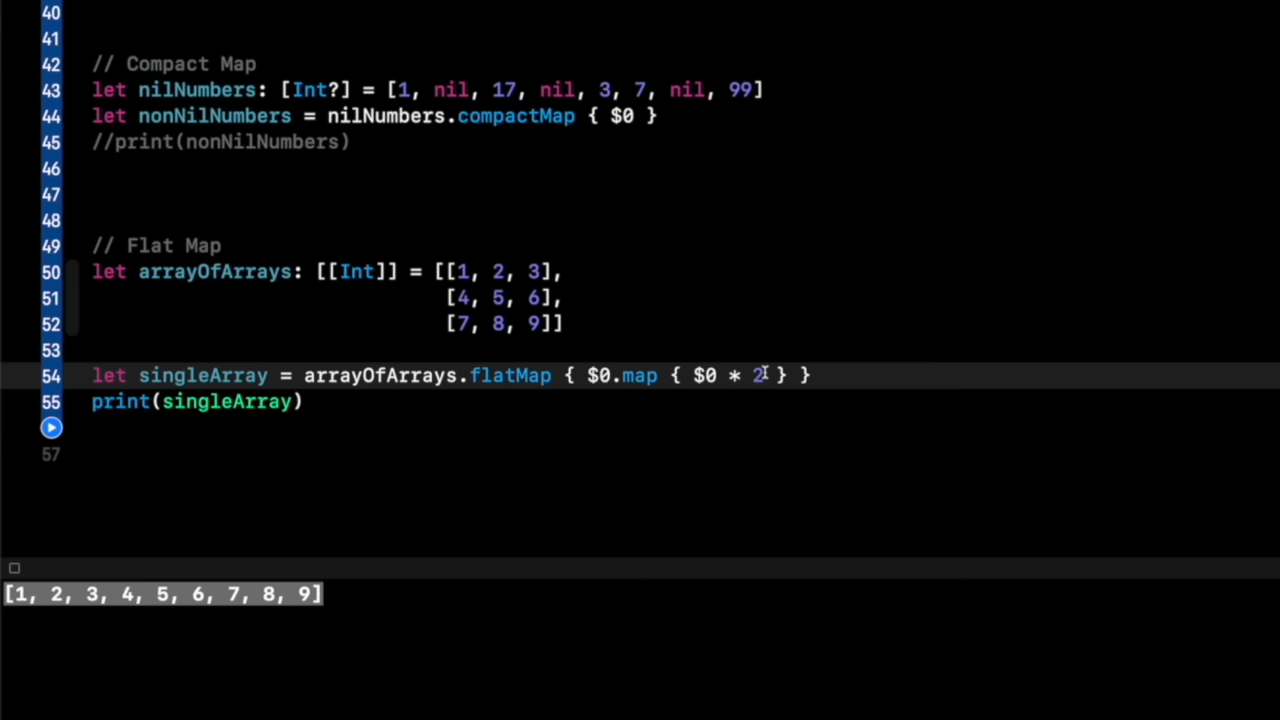 40
41
42 // Compact Map
43 let nilNumbers: [Int?] = [1, nil, 17, nil, 3, 7, nil, 99]
44 let nonNilNumbers = nilNumbers.compactMap { $0 }
45 //print(nonNilNumbers)
46
47
48
49 // Flat Map
50 let arrayOfArrays: [[Int]] = [[1, 2, 3],
51 [4, 5, 6],
52 [7, 8, 9]]
53
54 let singleArray = arrayOfArrays.flatMap { $0.map { $0 * 2 } }
55 print(singleArray)
57
[1, 2, 3, 4, 5, 6, 7, 8, 9]